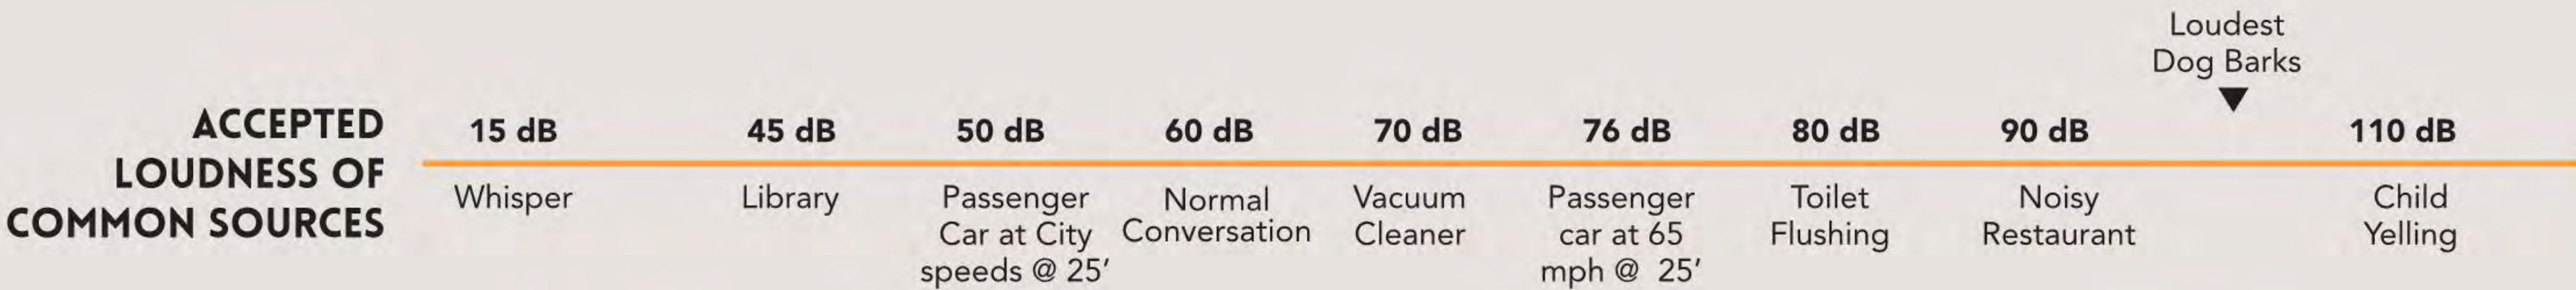 Loudest
Dog Barks
ACCEPTED
LOUDNESS OF
COMMON SOURCES
15 dB
45 dB
50 dB
60 dB
70 dB
76 dB
80 dB
90 dB
110 dB
Whisper
Library
Passenger
Car at City
speeds @ 25′
Normal
Conversation
Vacuum
Cleaner
Passenger
car at 65
mph @ 25′
Toilet
Flushing
Noisy
Restaurant
Child
Yelling